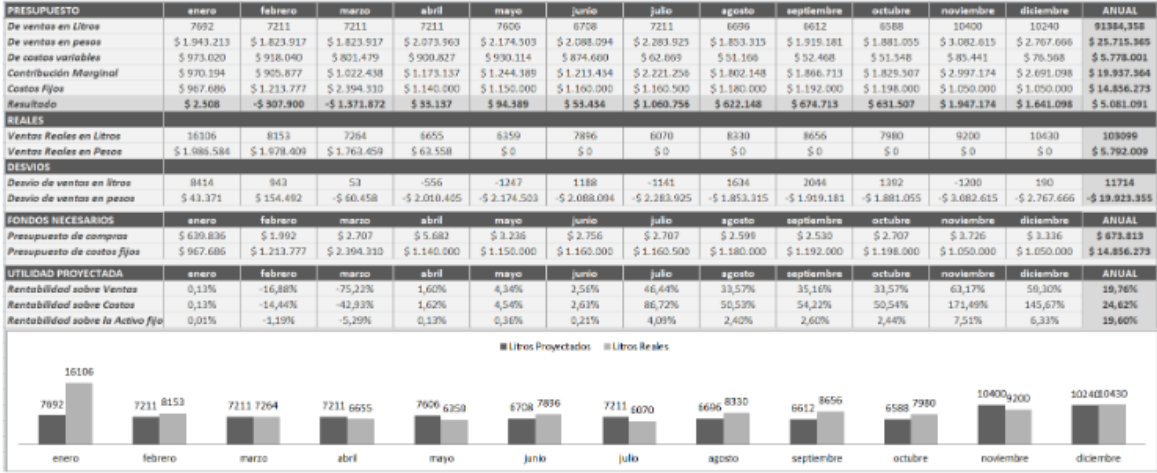 PRESUPUESTO enero febrero marzo abril mayo junio julio agosto septiembre octubre noviembre diciembre ANUAL
De ventas en Litros 7692 7211 7211 7211 7606 6708 7211 6696 6612 6588 10400 10240 91384,358
De ventas en pesos $ 1.943.213 $ 1.823.917 $ 1.823.917 $ 2.073.963 $ 2.174.503 $ 2.088.094 $ 2.283.925 $ 1.853.315 $ 1.919.181 $ 1.881.055 $ 3.082.615 $ 2.767.666 $ 25.715.365
De costos variables $ 973.020 $ 918.040 $ 801.479 $ 900.827 $ 930.114 $ 874.660 $ 62.669 $ 51.166 $ 52.468 $ 51.548 $ 85.441 $ 76.568 $ 5.778.001
Contribución Marginal $ 970.194 $ 905.877 $ 1.022.438 $ 1.173.137 $ 1.244.389 $ 1.213.434 $ 2.221.256 $ 1.802.148 $ 1.866.713 $ 1.829.507 $ 2.997.174 $ 2.691.098 $ 19.937.364
Costos Fijos $ 967.686 $ 1.213.777 $ 2.394.310 $ 1.140.000 $ 1.150.000 $ 1.160.000 $ 1.160.500 $ 1.180.000 $ 1.192.000 $ 1.198.000 $ 1.050.000 $ 1.050.000 $ 14.856.273
Resultado $ 2.508 -$ 307.900 -$ 1.371.872 $ 33.137 $ 94.389 $ 53.434 $ 1.060.756 $ 622.148 $ 674.713 $ 631.507 $ 1.947.174 $ 1.641.098 $ 5.081.091
REALES
Ventas Reales en Litros 16106 8153 7264 6655 6359 7896 6070 8330 8656 7980 9200 10430 103099
Ventas Reales en Pesos $ 1.986.584 $ 1.978.409 $ 1.763.459 $ 63.558 $ 0 $ 0 $ 0 $ 0 $ 0 $ 0 $ 0 $ 0 $ 5.792.009
DESVIOS
Desvio de ventas en litros 8414 943 53 -556 -1247 1188 -1141 1634 2044 1392 -1200 190 11714
Desvio de ventas en pesos $ 43.371 $ 154.492 -$ 60.458 -$ 2.010.405 -$ 2.174.503 -$ 2.088.094 -$ 2.283.925 -$ 1.853.315 -$ 1.919.181 -$ 1.881.055 -$ 3.082.615 -$ 2.767.666 -$ 19.923.355
FONDOS NECESARIOS enero febrero marzo abril mayo junio julio agosto septiembre octubre noviembre diciembre ANUAL
Presupuesto de compras $ 639.836 $ 1.992 $ 2.707 $ 5.682 $ 3.236 $ 2.756 $ 2.707 $ 2.599 $ 2.530 $ 2.707 $ 3.726 $ 3.336 $ 673.813
Presupuesto de costos fijos $ 967.686 $ 1.213.777 $ 2.394.310 $ 1.140.000 $ 1.150.000 $ 1.160.000 $ 1.160.500 $ 1.180.000 $ 1.192.000 $ 1.198.000 $ 1.050.000 $ 1.050.000 $ 14.856.273
UTILIDAD PROYECTADA enero febrero marzo abril mayo junio julio agosto septiembre octubre noviembre diciembre ANUAL
Rentabilidad sobre Ventas 0,13% -16,88% -75,22% 1,60% 4,34% 2,56% 46,44% 33,57% 35,16% 33,57% 63,17% 59,30% 19,76%
Rentabilidad sobre Costos 0,13% -14,44% -42,93% 1,62% 4,54% 2,63% 86,72% 50,53% 54,22% 50,54% 171,49% 145,67% 24,62%
Rentabilidad sobre la Activo fijo 0,01% -1,19% -5,29% 0,13% 0,36% 0,21% 4,09% 2,40% 2,60% 2,44% 7,51% 6,33% 19,60%
Litros Proyectados Litros Reales
7692 16106 7211 8153 7211 7264 7211 6655 7606 6359 6708 7896 7211 6070 6696 8330 6612 8656 6588 7980 10400 9200 10240 10430
enero febrero marzo abril mayo junio julio agosto septiembre octubre noviembre diciembre